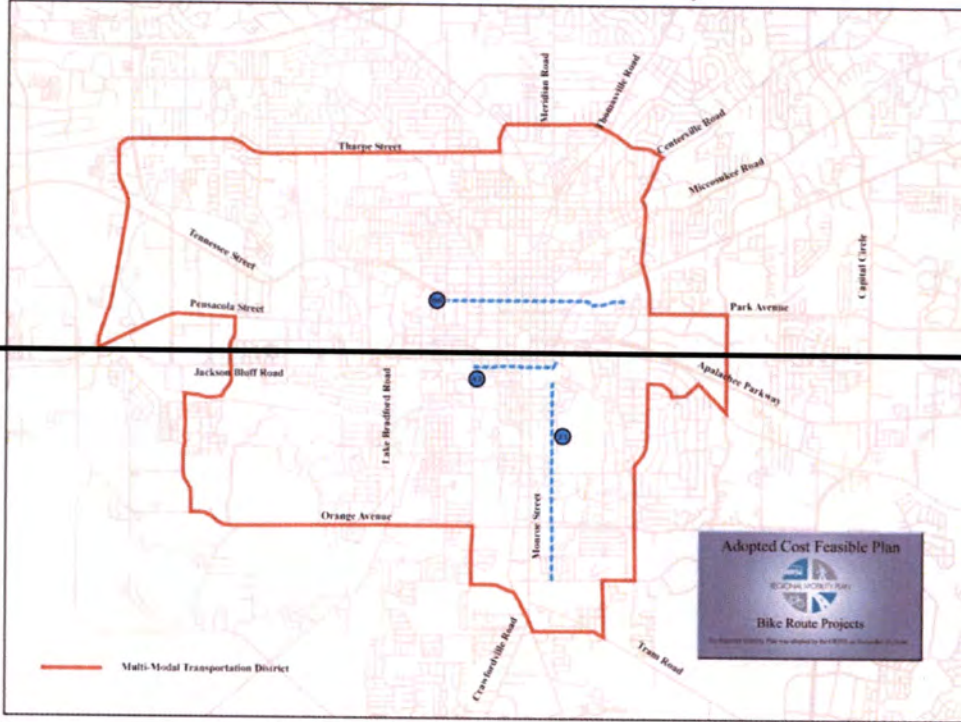 Meridian Road
Thomasville Road
Centerville Road
Tharpe Street
Miccosukee Road
Tennessee Street
Capital Circle
Pensacola Street
Park Avenue
Jackson Bluff Road
Apalachee Parkway
Lake Bradford Road
Orange Avenue
Monroe Street
Adopted Cost Feasible Plan
REGIONAL MOBILITY PLAN
Bike Route Projects
Crawfordville Road
Tram Road
Multi-Modal Transportation District